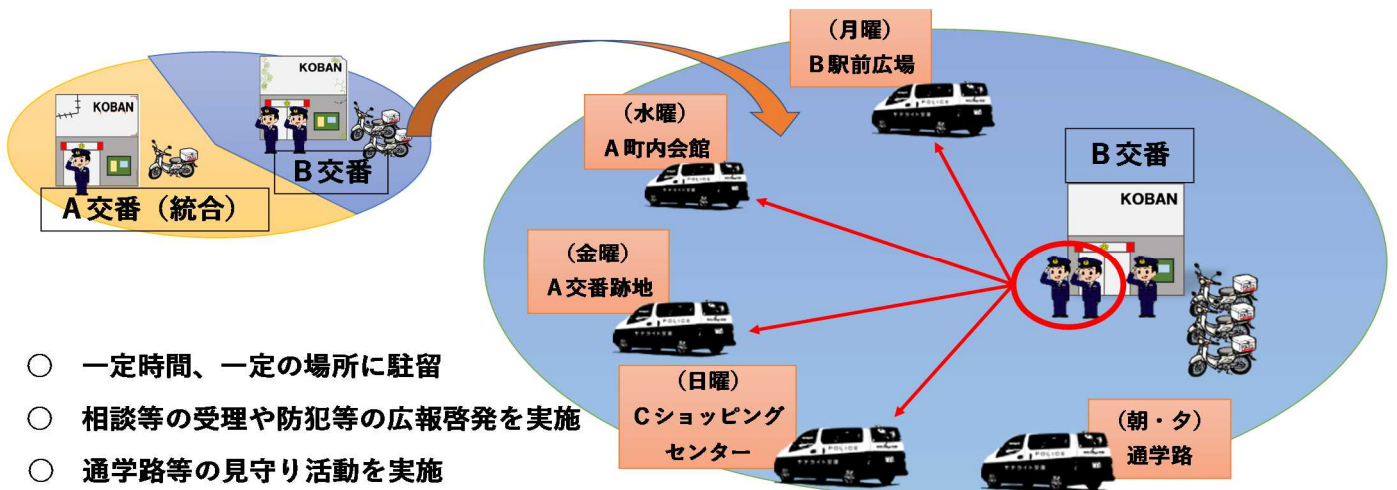 KOBAN
KOBAN
B交番
A交番（統合）
（月曜）
B駅前広場
POLICE
（水曜）
A町内会館
（金曜）
A交番跡地
POLICE
（日曜）
Cショッピング
センター
（朝・夕）
通学路
B交番
KOBAN
○ 一定時間、一定の場所に駐留
○ 相談等の受理や防犯等の広報啓発を実施
○ 通学路等の見守り活動を実施